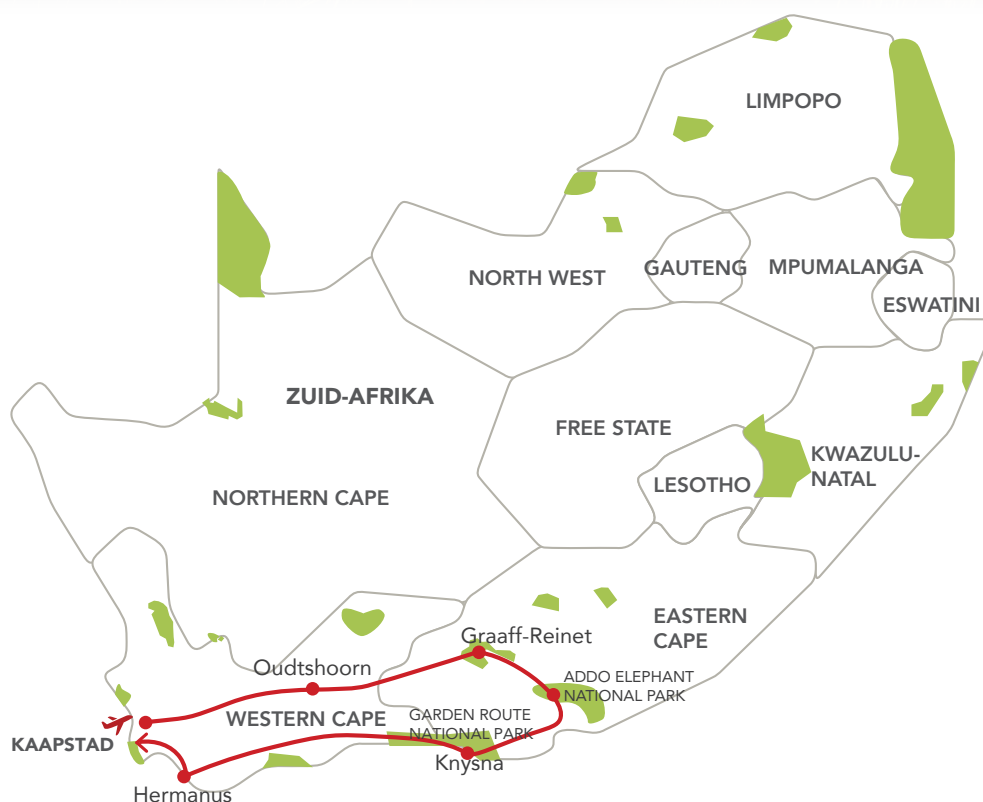 LIMPOPO
NORTH WEST
GAUTENG
MPUMALANGA
ESWATINI
ZUID-AFRIKA
FREE STATE
KWAZULU-
NATAL
LESOTHO
NORTHERN CAPE
EASTERN
CAPE
Graaff-Reinet
Oudtshoorn
ADDO ELEPHANT
NATIONAL PARK
WESTERN CAPE
GARDEN ROUTE
NATIONAL PARK
KAAPSTAD
Knysna
Hermanus